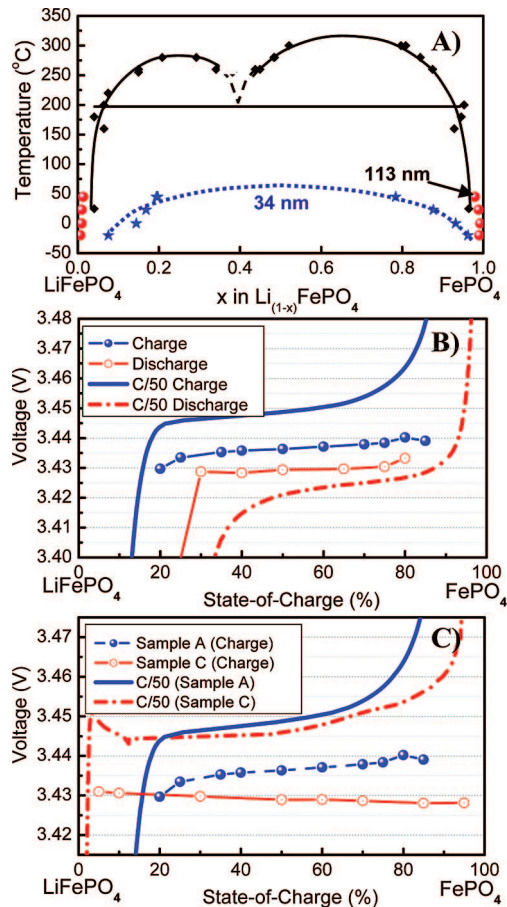 A)
400
350
300
250
200
150
100
50
0
-50
Temperature (°C)
113 nm
34 nm
0.0 0.2 0.4 0.6 0.8 1.0
LiFePO4 x in Li(1-x)FePO4 FePO4
B)
3.48
3.47
3.46
3.45
3.44
3.43
3.42
3.41
3.40
Voltage (V)
Charge
Discharge
C/50 Charge
C/50 Discharge
0 20 40 60 80 100
LiFePO4 State-of-Charge (%) FePO4
C)
3.47
3.46
3.45
3.44
3.43
3.42
Voltage (V)
Sample A (Charge)
Sample C (Charge)
C/50 (Sample A)
C/50 (Sample C)
0 20 40 60 80 100
LiFePO4 State-of-Charge (%) FePO4